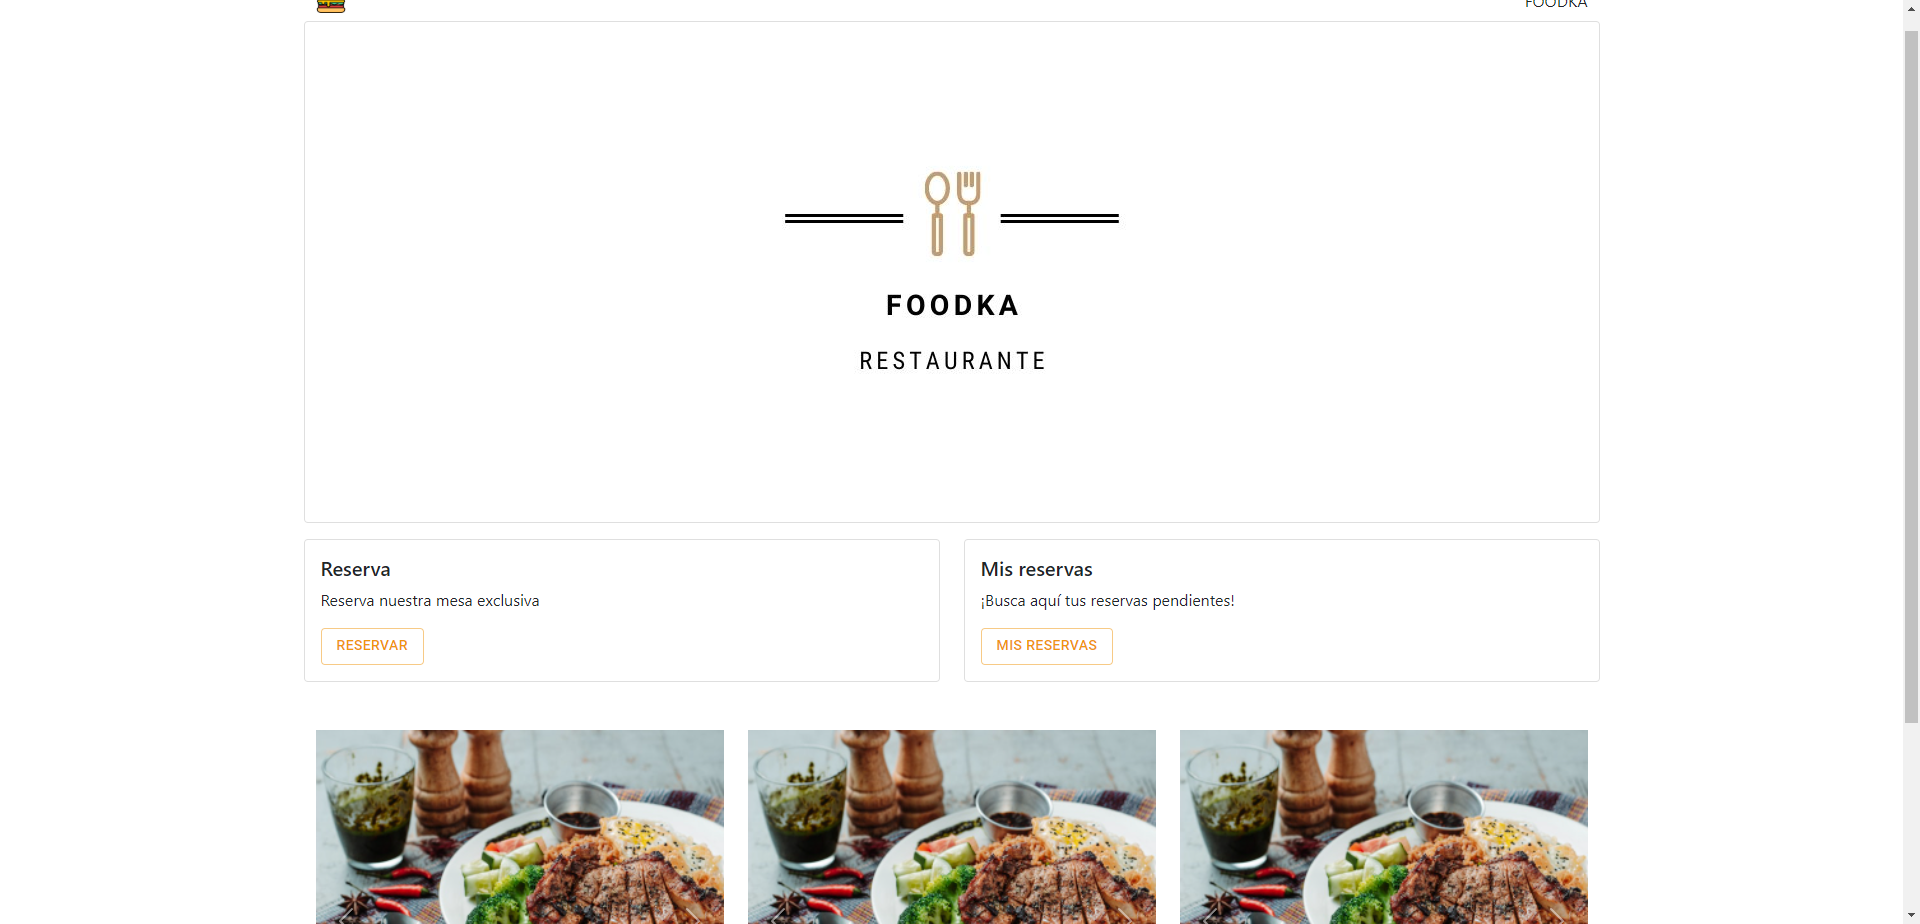 FOODKA
FOODKA
RESTAURANTE
Reserva
Reserva nuestra mesa exclusiva
RESERVAR
Mis reservas
¡Busca aquí tus reservas pendientes!
MIS RESERVAS